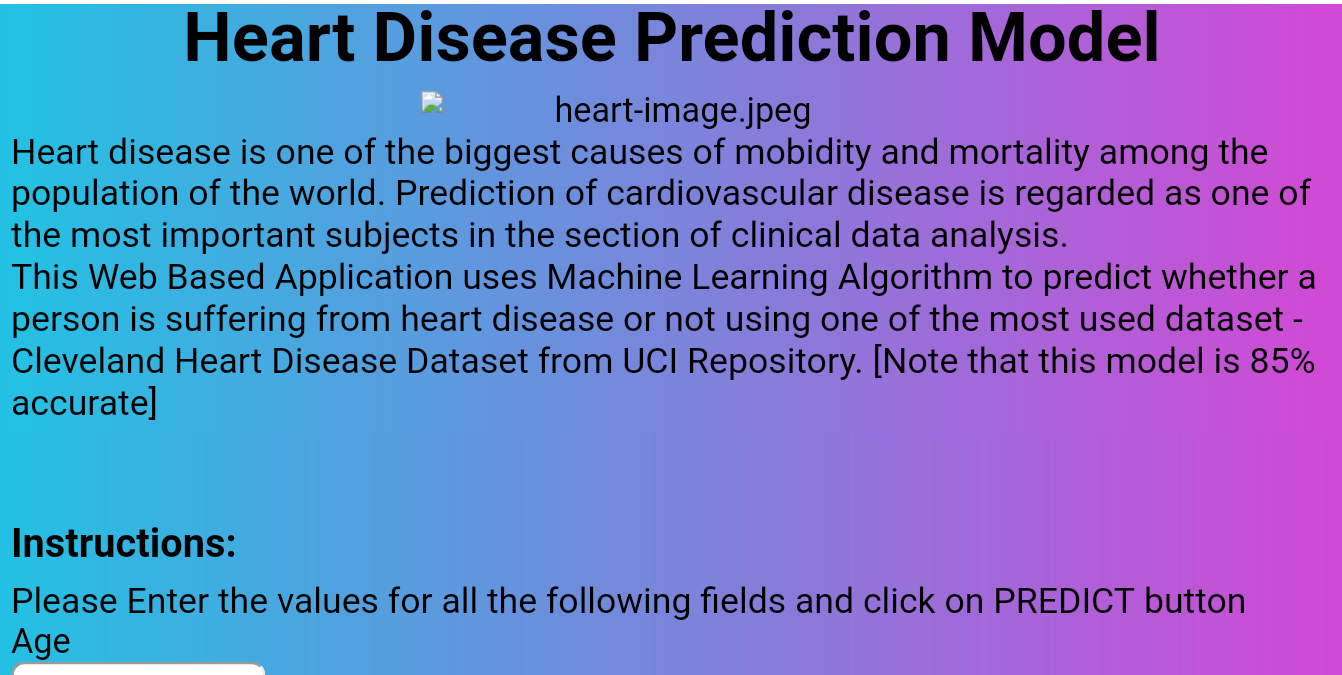 Heart Disease Prediction Model
heart-image.jpeg
Heart disease is one of the biggest causes of mobidity and mortality among the
population of the world. Prediction of cardiovascular disease is regarded as one of
the most important subjects in the section of clinical data analysis.
This Web Based Application uses Machine Learning Algorithm to predict whether a
person is suffering from heart disease or not using one of the most used dataset -
Cleveland Heart Disease Dataset from UCI Repository. [Note that this model is 85%
accurate]
Instructions:
Please Enter the values for all the following fields and click on PREDICT button
Age